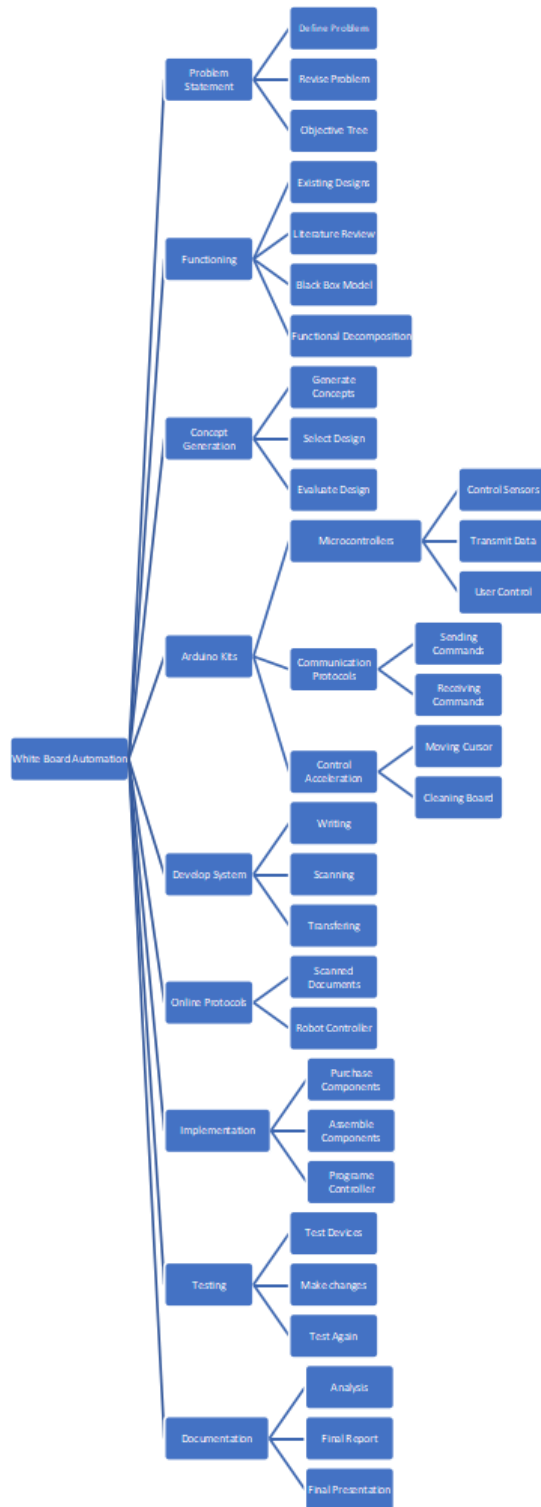 Define Problem
Problem
Statement
Revise Problem
Objective Tree
Existing Designs
Literature Review
Functioning
Black Box Model
Functional Decomposition
Generate
Concepts
Concept
Generation
Select Design
Evaluate Design
Microcontrollers
Control Sensors
Transmit Data
User Control
Arduino Kits
Communication
Protocols
Sending
Commands
Receiving
Commands
White Board Automation
Control
Acceleration
Moving Cursor
Cleaning Board
Writing
Develop System
Scanning
Transfering
Scanned
Documents
Online Protocols
Robot Controller
Purchase
Components
Implementation
Assemble
Components
Programe
Controller
Test Devices
Testing
Make changes
Test Again
Analysis
Documentation
Final Report
Final Presentation